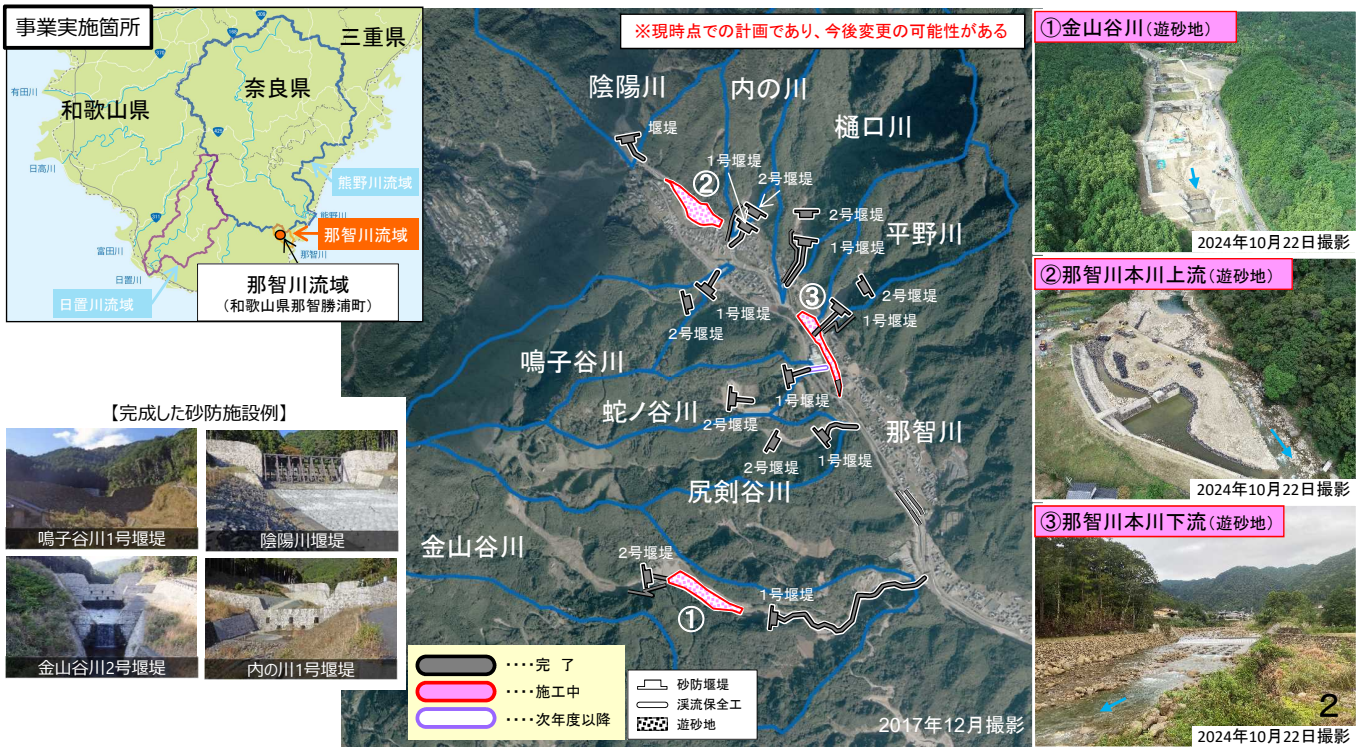 事業実施箇所
三重県
奈良県
和歌山県
有田川
日高川
富田川
日置川
熊野川
那智川
168
425
311
熊野川流域
那智川流域
日置川流域
那智川流域
(和歌山県那智勝浦町)
【完成した砂防施設例】
鳴子谷川1号堰堤
陰陽川堰堤
金山谷川2号堰堤
内の川1号堰堤
※現時点での計画であり、今後変更の可能性がある
陰陽川
内の川
樋口川
堰堤
②
1号堰堤
2号堰堤
2号堰堤
1号堰堤
平野川
③
2号堰堤
1号堰堤
1号堰堤
2号堰堤
鳴子谷川
蛇ノ谷川
1号堰堤
2号堰堤
那智川
2号堰堤
1号堰堤
尻剣谷川
金山谷川
2号堰堤
1号堰堤
①
・・・・完 了
・・・・施工中
・・・・次年度以降
砂防堰堤
渓流保全工
遊砂地
2017年12月撮影
①金山谷川(遊砂地)
2024年10月22日撮影
②那智川本川上流(遊砂地)
2024年10月22日撮影
③那智川本川下流(遊砂地)
2
2024年10月22日撮影